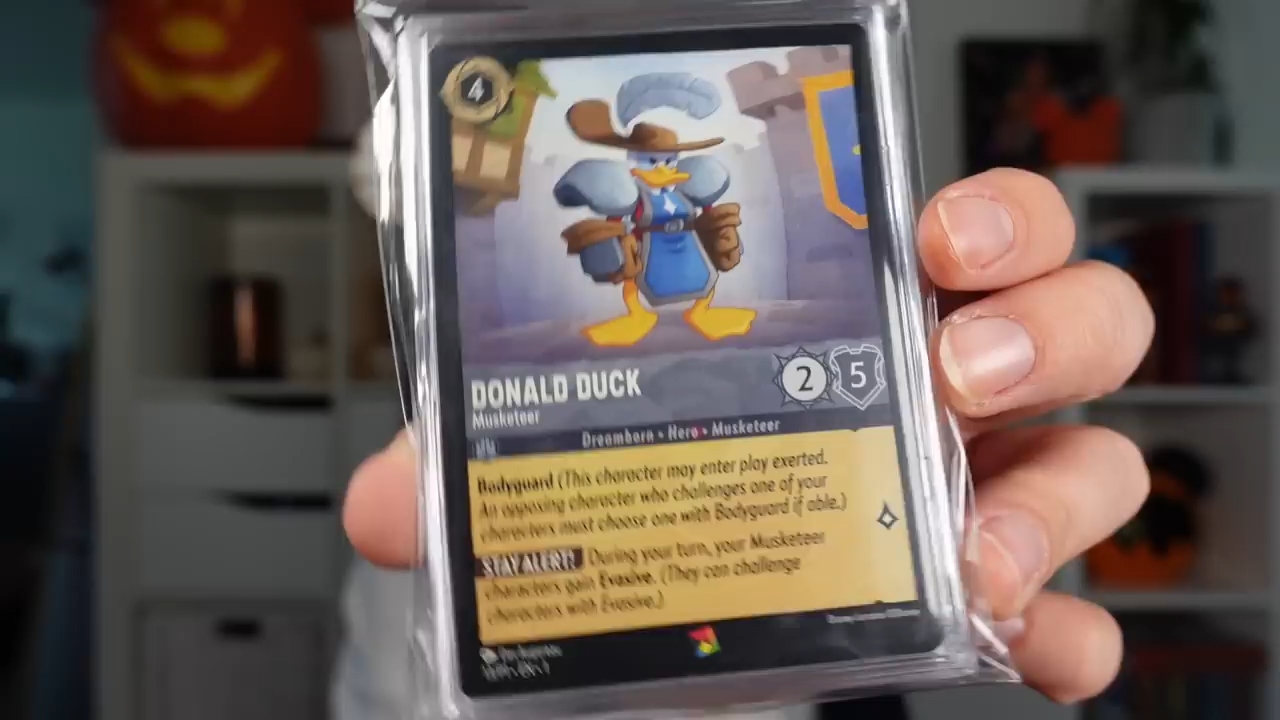 4
DONALD DUCK
2
5
Musketeer
Dreamborn • Hero • Musketeer
Bodyguard (This character may enter play exerted.
An opposing character who challenges one of your
characters must choose one with Bodyguard if able.)
STAY ALERT! During your turn, your Musketeer
characters gain Evasive. (They can challenge
characters with Evasive.)